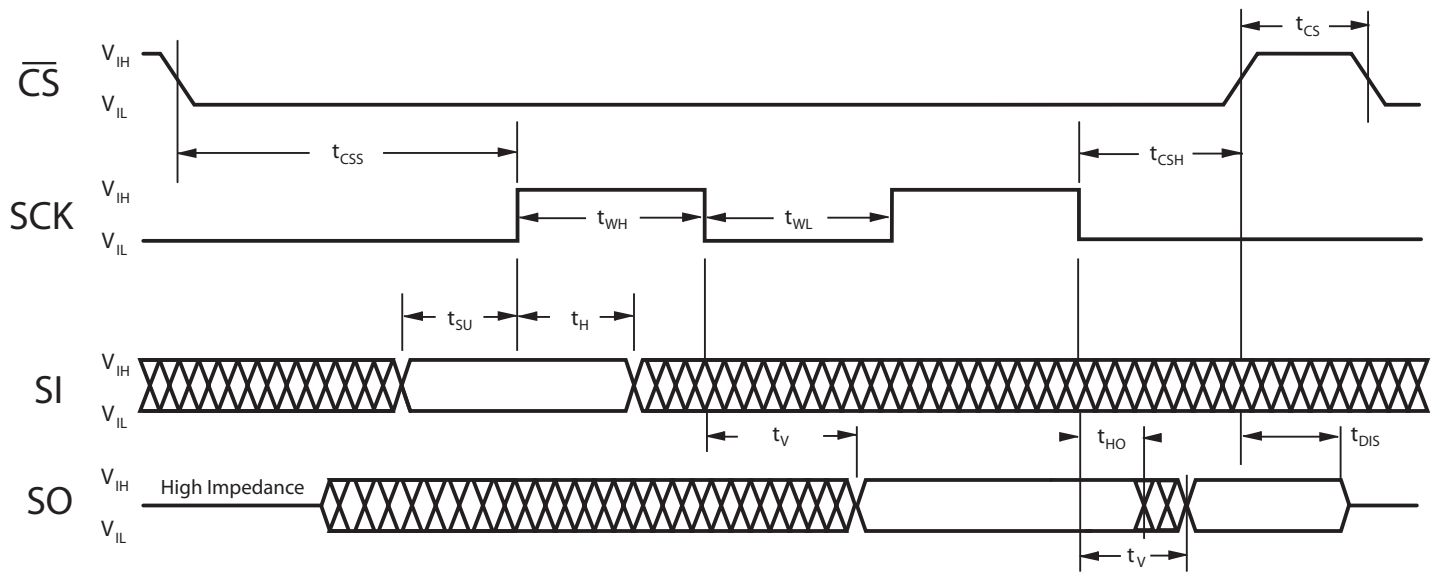 t_CS
V_IH
C̅S̅
V_IL
t_CSS
t_CSH
V_IH
SCK
t_WH
t_WL
V_IL
t_SU
t_H
V_IH
SI
V_IL
t_V
t_HO
t_DIS
V_IH
High Impedance
SO
V_IL
t_V